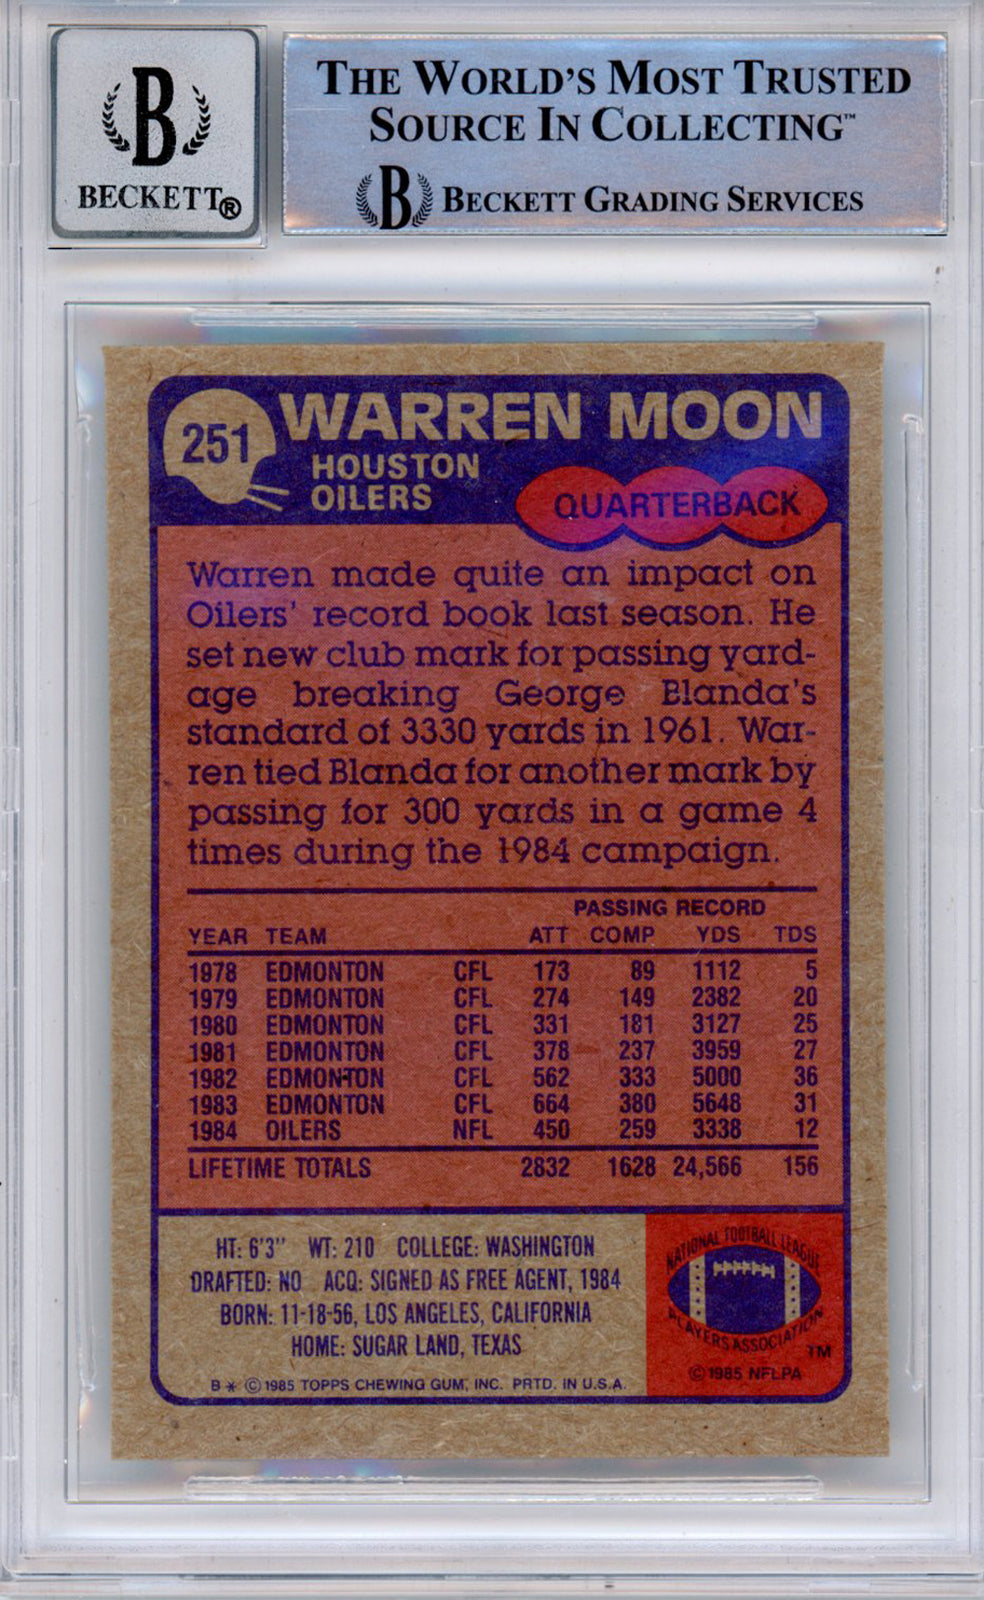 B
BECKETT®
THE WORLD'S MOST TRUSTED
SOURCE IN COLLECTING™
B BECKETT GRADING SERVICES
251 WARREN MOON
HOUSTON
OILERS
QUARTERBACK
Warren made quite an impact on
Oilers' record book last season. He
set new club mark for passing yard-
age breaking George Blanda's
standard of 3330 yards in 1961. War-
ren tied Blanda for another mark by
passing for 300 yards in a game 4
times during the 1984 campaign.
PASSING RECORD
YEAR TEAM ATT COMP YDS TDS
1978 EDMONTON CFL 173 89 1112 5
1979 EDMONTON CFL 274 149 2382 20
1980 EDMONTON CFL 331 181 3127 25
1981 EDMONTON CFL 378 237 3959 27
1982 EDMONTON CFL 562 333 5000 36
1983 EDMONTON CFL 664 380 5648 31
1984 OILERS NFL 450 259 3338 12
LIFETIME TOTALS 2832 1628 24,566 156
HT: 6'3" WT: 210 COLLEGE: WASHINGTON
DRAFTED: NO ACQ: SIGNED AS FREE AGENT, 1984
BORN: 11-18-56, LOS ANGELES, CALIFORNIA
HOME: SUGAR LAND, TEXAS
B * © 1985 TOPPS CHEWING GUM, INC. PRTD. IN U.S.A.
NATIONAL FOOTBALL LEAGUE
PLAYERS ASSOCIATION
TM
© 1985 NFLPA